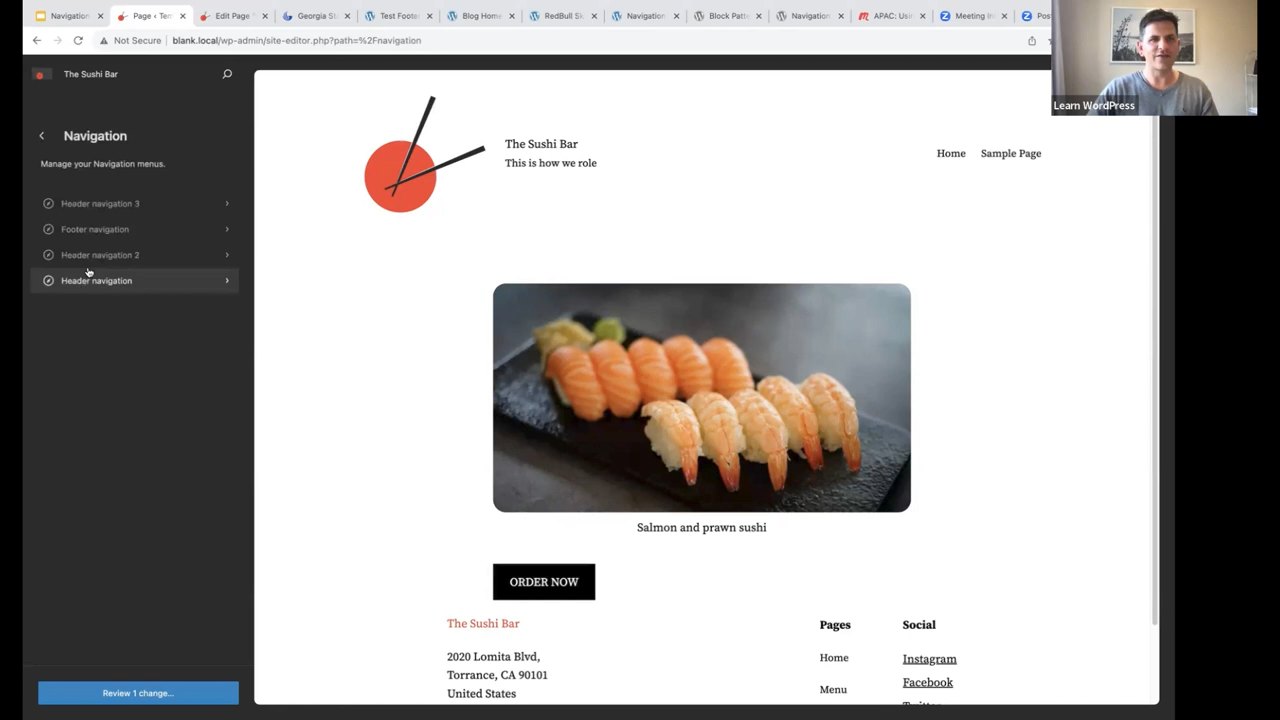 Navigation
Page ‹ Tem
Edit Page "
Georgia St
Test Foote
Blog Home
RedBull Sk
Navigation
Block Patt
Navigation
APAC: Usi
Meeting In
Pos
Not Secure
blank.local/wp-admin/site-editor.php?path=%2Fnavigation
Learn WordPress
The Sushi Bar
Navigation
Manage your Navigation menus.
Header navigation 3
Footer navigation
Header navigation 2
Header navigation
Review 1 change...
The Sushi Bar
This is how we role
Home
Sample Page
Salmon and prawn sushi
ORDER NOW
The Sushi Bar
2020 Lomita Blvd,
Torrance, CA 90101
United States
Pages
Home
Menu
Social
Instagram
Facebook